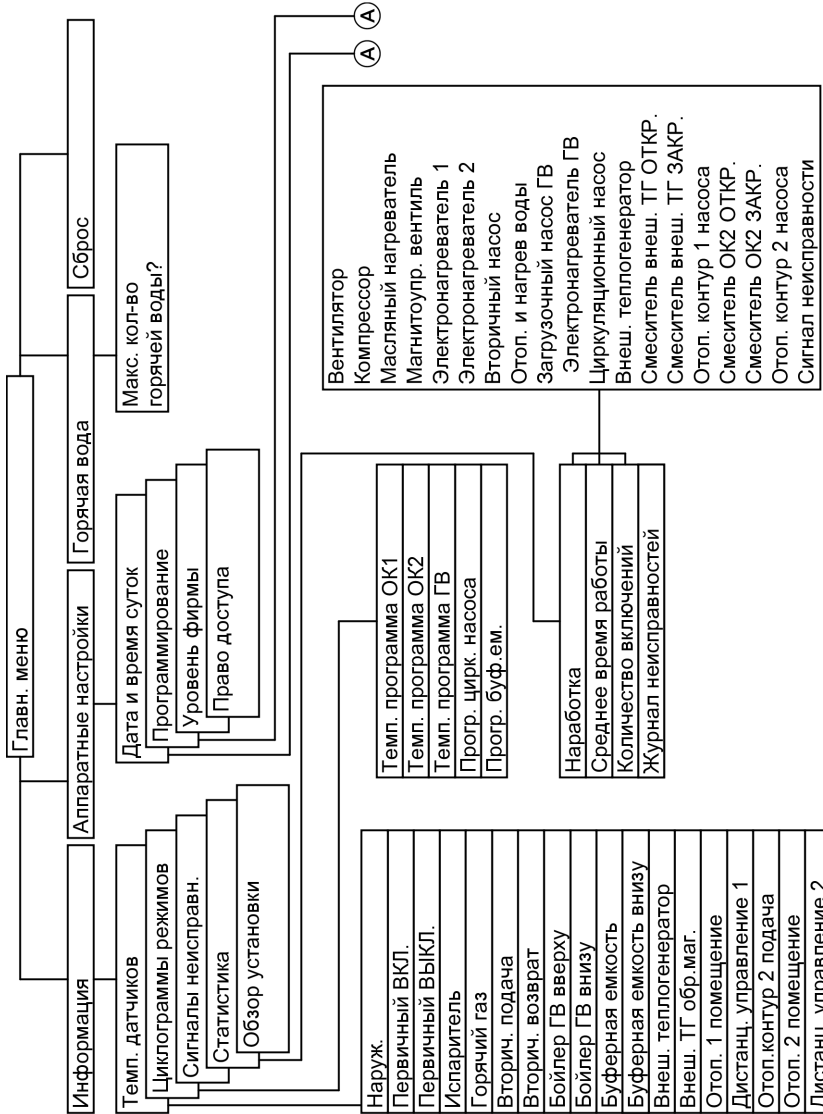 Главн. меню
Информация
Аппаратные настройки
Горячая вода
Сброс
Темп. датчиков
Циклограммы режимов
Сигналы неисправн.
Статистика
Обзор установки
Дата и время суток
Программирование
Уровень фирмы
Право доступа
Макс. кол-во
горячей воды?
A
A
Наруж.
Первичный ВКЛ.
Первичный ВЫКЛ.
Испаритель
Горячий газ
Вторич. подача
Вторич. возврат
Бойлер ГВ вверху
Бойлер ГВ внизу
Буферная емкость
Буферная емкость внизу
Внеш. теплогенератор
Внеш. ТГ обр.маг.
Отоп. 1 помещение
Дистанц. управление 1
Отоп.контур 2 подача
Отоп. 2 помещение
Дистанц. управление 2
Темп. программа ОК1
Темп. программа ОК2
Темп. программа ГВ
Прогр. цирк. насоса
Прогр. буф.ем.
Наработка
Среднее время работы
Количество включений
Журнал неисправностей
Вентилятор
Компрессор
Масляный нагреватель
Магнитоупр. вентиль
Электронагреватель 1
Электронагреватель 2
Вторичный насос
Отоп. и нагрев воды
Загрузочный насос ГВ
Электронагреватель ГВ
Циркуляционный насос
Внеш. теплогенератор
Смеситель внеш. ТГ ОТКР.
Смеситель внеш. ТГ ЗАКР.
Отоп. контур 1 насоса
Смеситель ОК2 ОТКР.
Смеситель ОК2 ЗАКР.
Отоп. контур 2 насоса
Сигнал неисправности